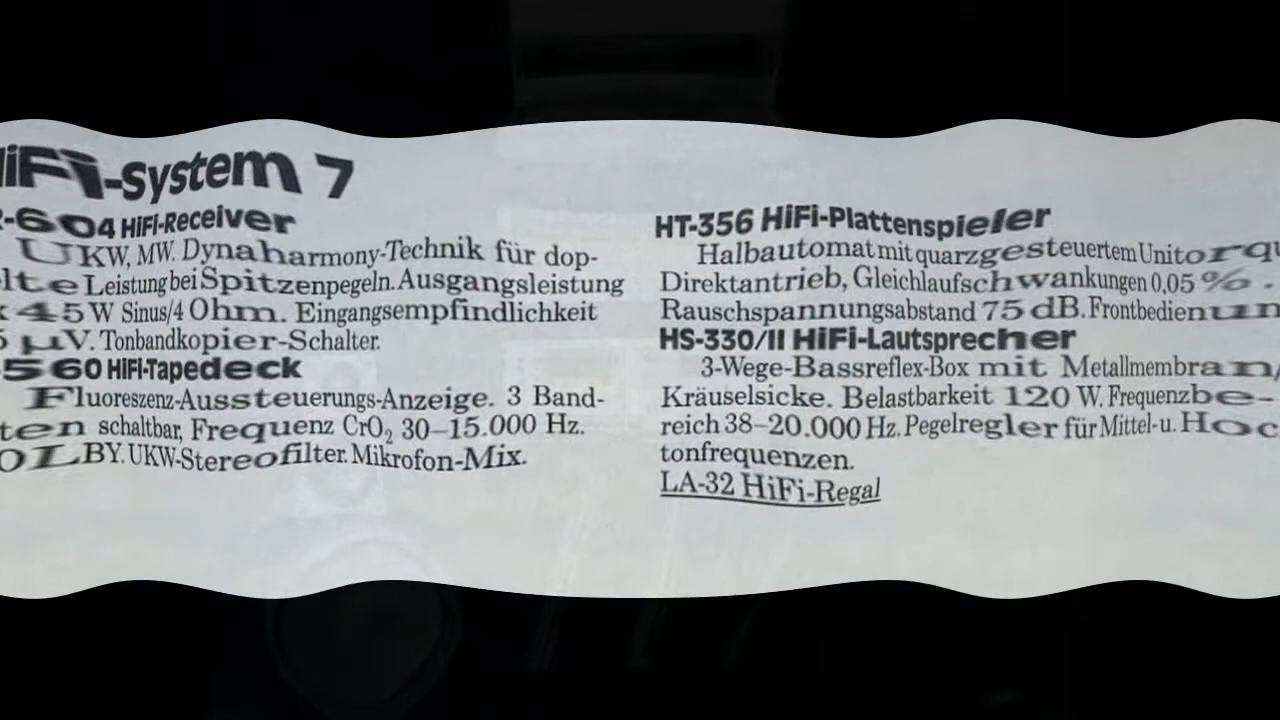 HiFi-System 7
-604 HiFi-Receiver
UKW, MW. Dynaharmony-Technik für dop-
lte Leistung bei Spitzenpegeln. Ausgangsleistung
45 W Sinus/4 Ohm. Eingangsempfindlichkeit
µV. Tonbandkopier-Schalter.
560 HiFi-Tapedeck
Fluoreszenz-Aussteuerungs-Anzeige. 3 Band-
ten schaltbar, Frequenz CrO₂ 30–15.000 Hz.
OLBY. UKW-Stereofilter. Mikrofon-Mix.
HT-356 HiFi-Plattenspieler
Halbautomat mit quarzgesteuertem Unitorqu
Direktantrieb, Gleichlaufschwankungen 0,05 %.
Rauschspannungsabstand 75 dB. Frontbedienun
HS-330/II HiFi-Lautsprecher
3-Wege-Bassreflex-Box mit Metallmembran/
Kräuselsicke. Belastbarkeit 120 W. Frequenzbe-
reich 38–20.000 Hz. Pegelregler für Mittel- u. Hoc
tonfrequenzen.
LA-32 HiFi-Regal